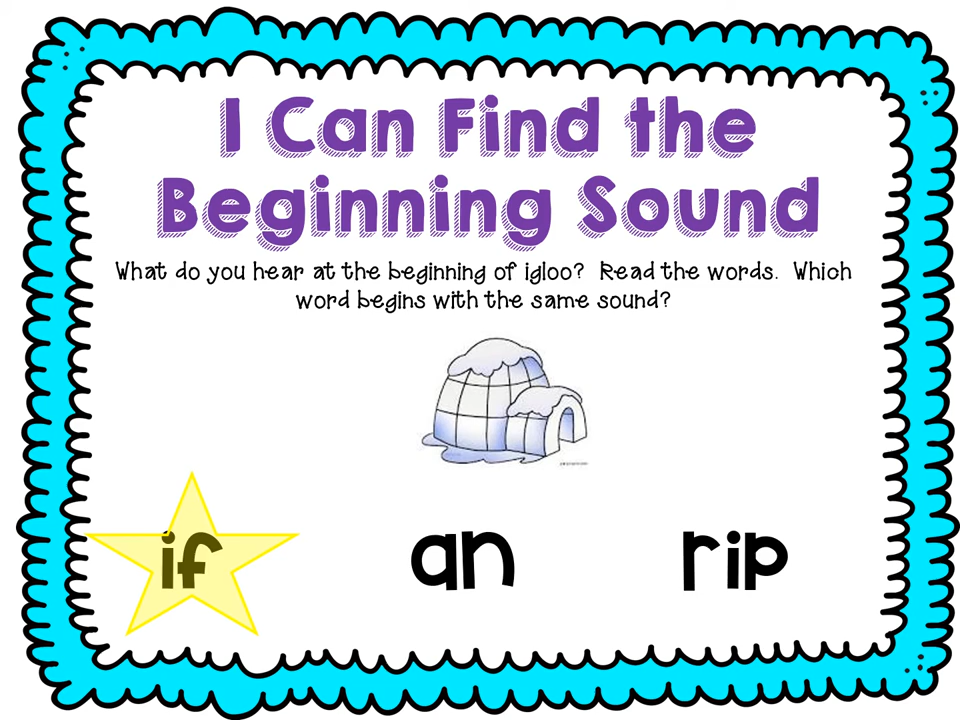 I Can Find the
Beginning Sound
What do you hear at the beginning of igloo?  Read the words.  Which
word begins with the same sound?
if an rip